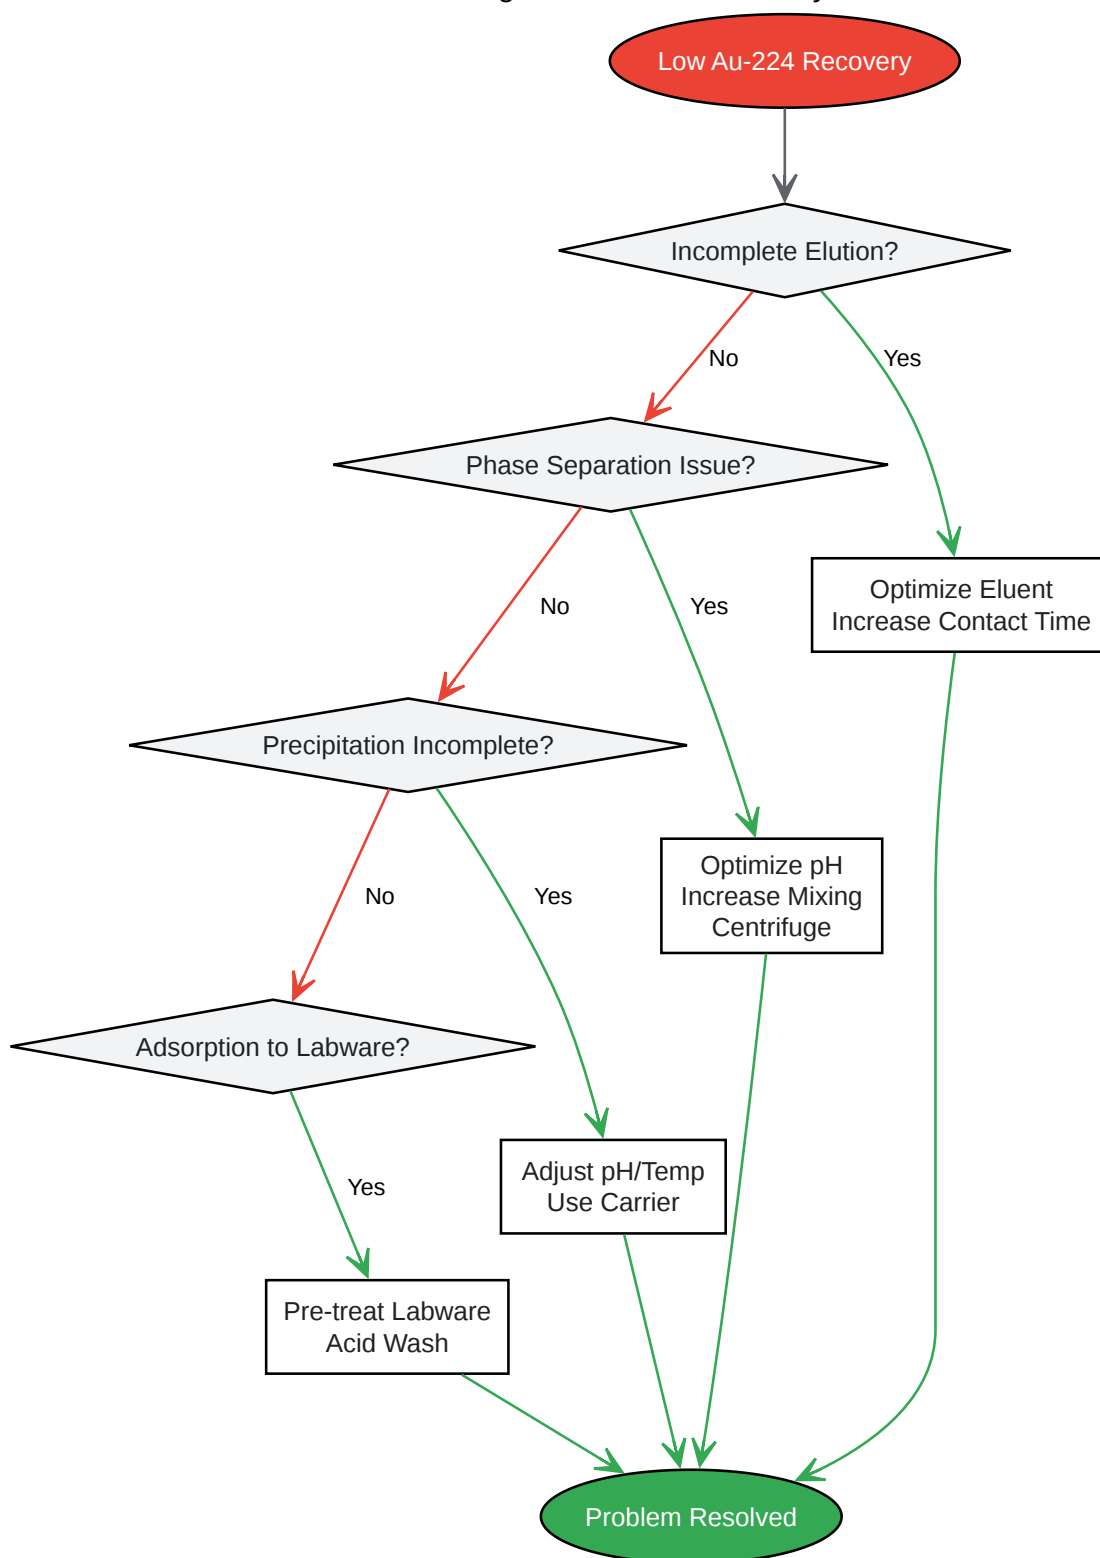 Low Au-224 Recovery
Incomplete Elution?
No
Yes
Phase Separation Issue?
Optimize Eluent
Increase Contact Time
No
Yes
Precipitation Incomplete?
Optimize pH
Increase Mixing
Centrifuge
No
Yes
Adsorption to Labware?
Adjust pH/Temp
Use Carrier
Yes
Pre-treat Labware
Acid Wash
Problem Resolved